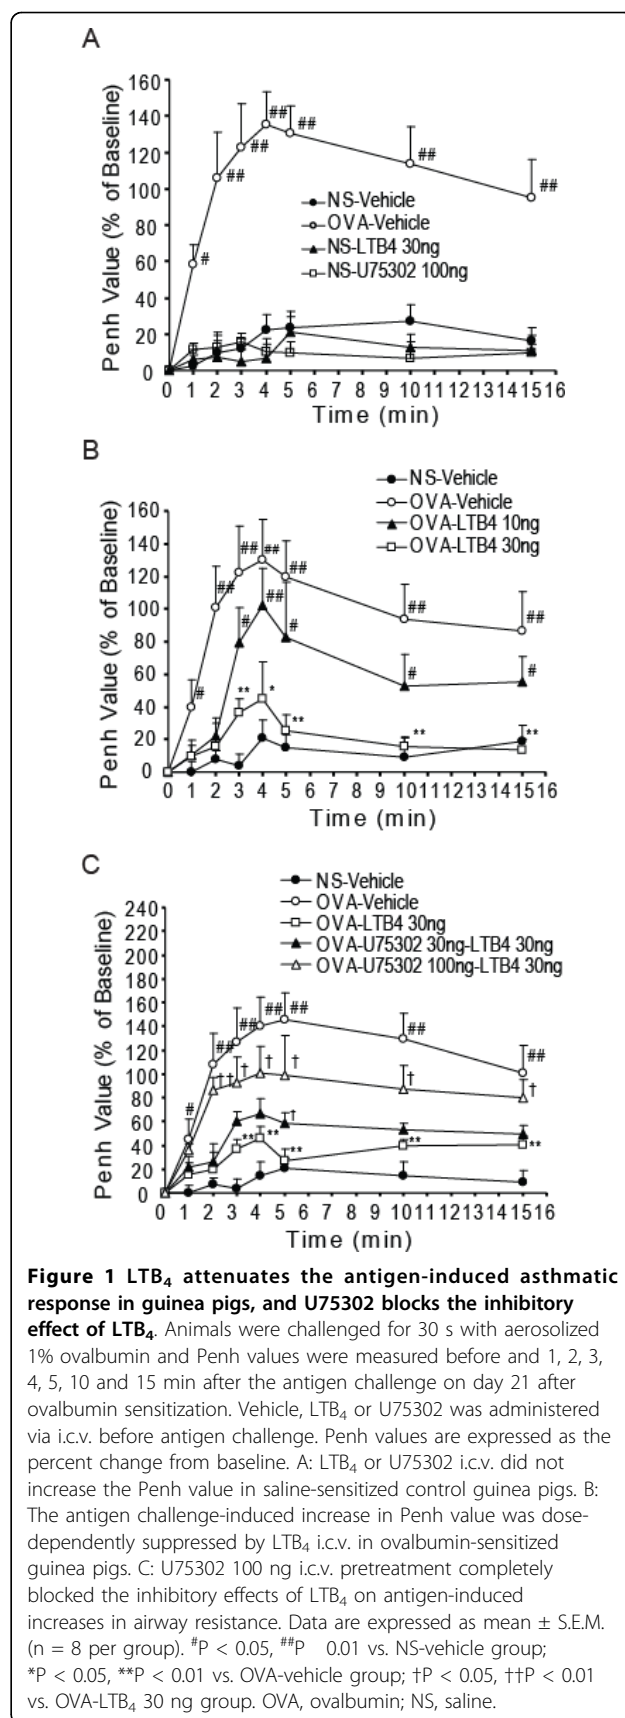 A
160
140
120
100
80
60
40
20
0
Penh Value (% of Baseline)
#
##
##
##
##
##
##
NS-Vehicle
OVA-Vehicle
NS-LTB4 30ng
NS-U75302 100ng
0 1 2 3 4 5 6 7 8 9 10 11 12 13 14 15 16
Time (min)
B
160
140
120
100
80
60
40
20
0
Penh Value (% of Baseline)
NS-Vehicle
OVA-Vehicle
OVA-LTB4 10ng
OVA-LTB4 30ng
#
##
##
##
##
##
##
#
##
#
#
#
**
*
**
**
**
0 1 2 3 4 5 6 7 8 9 10 11 12 13 14 15 16
Time (min)
C
NS-Vehicle
OVA-Vehicle
OVA-LTB4 30ng
OVA-U75302 30ng-LTB4 30ng
OVA-U75302 100ng-LTB4 30ng
240
220
200
180
160
140
120
100
80
60
40
20
0
Penh Value (% of Baseline)
#
##
##
##
##
##
##
††
†
†
†
†
†
†
**
**
**
**
**
0 1 2 3 4 5 6 7 8 9 10 11 12 13 14 15 16
Time (min)
Figure 1 LTB4 attenuates the antigen-induced asthmatic
response in guinea pigs, and U75302 blocks the inhibitory
effect of LTB4. Animals were challenged for 30 s with aerosolized
1% ovalbumin and Penh values were measured before and 1, 2, 3,
4, 5, 10 and 15 min after the antigen challenge on day 21 after
ovalbumin sensitization. Vehicle, LTB4 or U75302 was administered
via i.c.v. before antigen challenge. Penh values are expressed as the
percent change from baseline. A: LTB4 or U75302 i.c.v. did not
increase the Penh value in saline-sensitized control guinea pigs. B:
The antigen challenge-induced increase in Penh value was dose-
dependently suppressed by LTB4 i.c.v. in ovalbumin-sensitized
guinea pigs. C: U75302 100 ng i.c.v. pretreatment completely
blocked the inhibitory effects of LTB4 on antigen-induced
increases in airway resistance. Data are expressed as mean ± S.E.M.
(n = 8 per group). #P < 0.05, ##P 0.01 vs. NS-vehicle group;
*P < 0.05, **P < 0.01 vs. OVA-vehicle group; †P < 0.05, ††P < 0.01
vs. OVA-LTB4 30 ng group. OVA, ovalbumin; NS, saline.